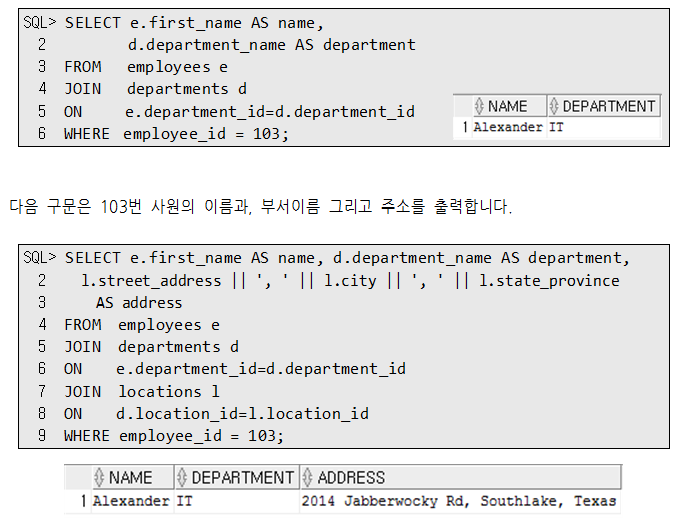 SQL> SELECT e.first_name AS name,
2 d.department_name AS department
3 FROM employees e
4 JOIN departments d
5 ON e.department_id=d.department_id
6 WHERE employee_id = 103;
NAME DEPARTMENT
1 Alexander IT
다음 구문은 103번 사원의 이름과, 부서이름 그리고 주소를 출력합니다.
SQL> SELECT e.first_name AS name, d.department_name AS department,
2 l.street_address || ', ' || l.city || ', ' || l.state_province
3 AS address
4 FROM employees e
5 JOIN departments d
6 ON e.department_id=d.department_id
7 JOIN locations l
8 ON d.location_id=l.location_id
9 WHERE employee_id = 103;
NAME DEPARTMENT ADDRESS
1 Alexander IT 2014 Jabberwocky Rd, Southlake, Texas